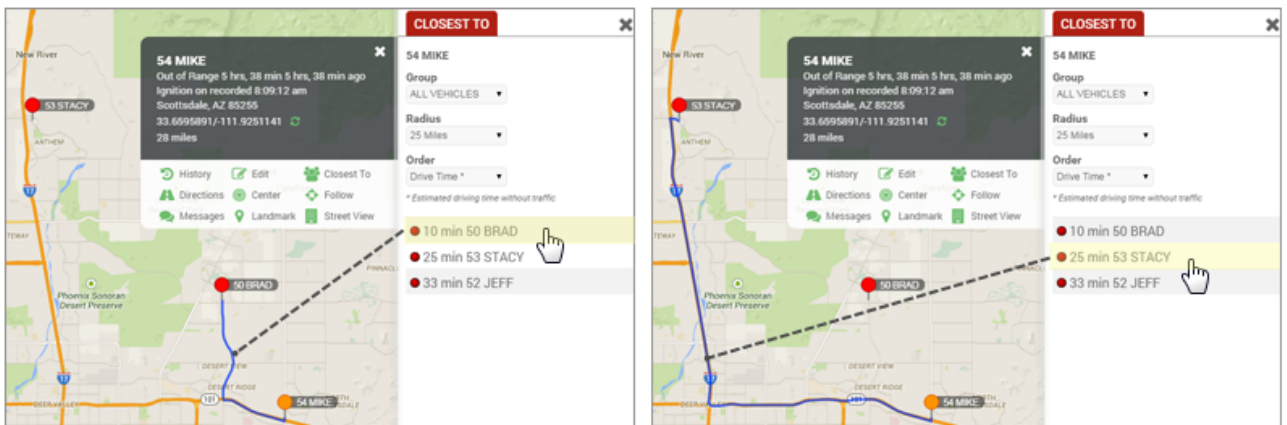 CLOSEST TO
New River
54 MIKE
Out of Range 5 hrs, 38 min 5 hrs, 38 min ago
Ignition on recorded 8:09:12 am
Scottsdale, AZ 85255
33.6595891/-111.9251141
28 miles
53 STACY
ANTHEM
17
History Edit Closest To
Directions Center Follow
Messages Landmark Street View
54 MIKE
Group
ALL VEHICLES
Radius
25 Miles
Order
Drive Time *
* Estimated driving time without traffic
10 min 50 BRAD
25 min 53 STACY
33 min 52 JEFF
50 BRAD
Phoenix Sonoran
Desert Preserve
DESERT VIEW
DESERT RIDGE
17
101
54 MIKE
CLOSEST TO
New River
54 MIKE
Out of Range 5 hrs, 38 min 5 hrs, 38 min ago
Ignition on recorded 8:09:12 am
Scottsdale, AZ 85255
33.6595891/-111.9251141
28 miles
53 STACY
ANTHEM
17
History Edit Closest To
Directions Center Follow
Messages Landmark Street View
54 MIKE
Group
ALL VEHICLES
Radius
25 Miles
Order
Drive Time *
* Estimated driving time without traffic
10 min 50 BRAD
25 min 53 STACY
33 min 52 JEFF
50 BRAD
Phoenix Sonoran
Desert Preserve
DESERT VIEW
DESERT RIDGE
17
101
54 MIKE